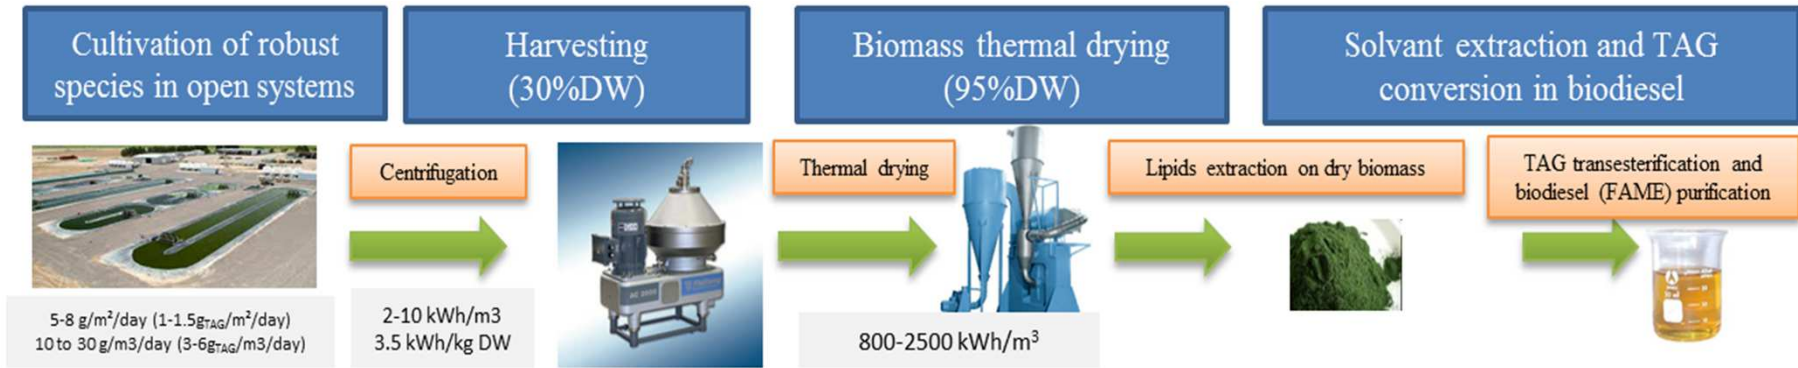 Cultivation of robust
species in open systems
Harvesting
(30%DW)
Biomass thermal drying
(95%DW)
Solvant extraction and TAG
conversion in biodiesel
Centrifugation
Thermal drying
Lipids extraction on dry biomass
TAG transesterification and
biodiesel (FAME) purification
5-8 g/m²/day (1-1.5gTAG/m²/day)
10 to 30 g/m3/day (3-6gTAG/m3/day)
2-10 kWh/m3
3.5 kWh/kg DW
800-2500 kWh/m³